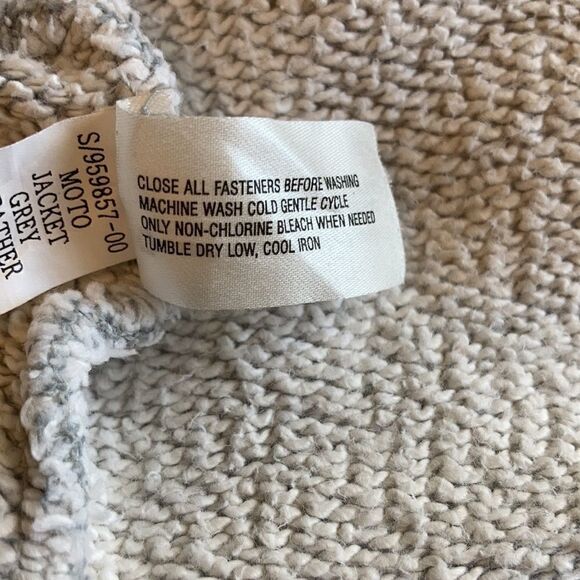 S/959857-00
MOTO
JACKET
GREY
CLOSE ALL FASTENERS BEFORE WASHING
MACHINE WASH COLD GENTLE CYCLE
ONLY NON-CHLORINE BLEACH WHEN NEEDED
TUMBLE DRY LOW, COOL IRON